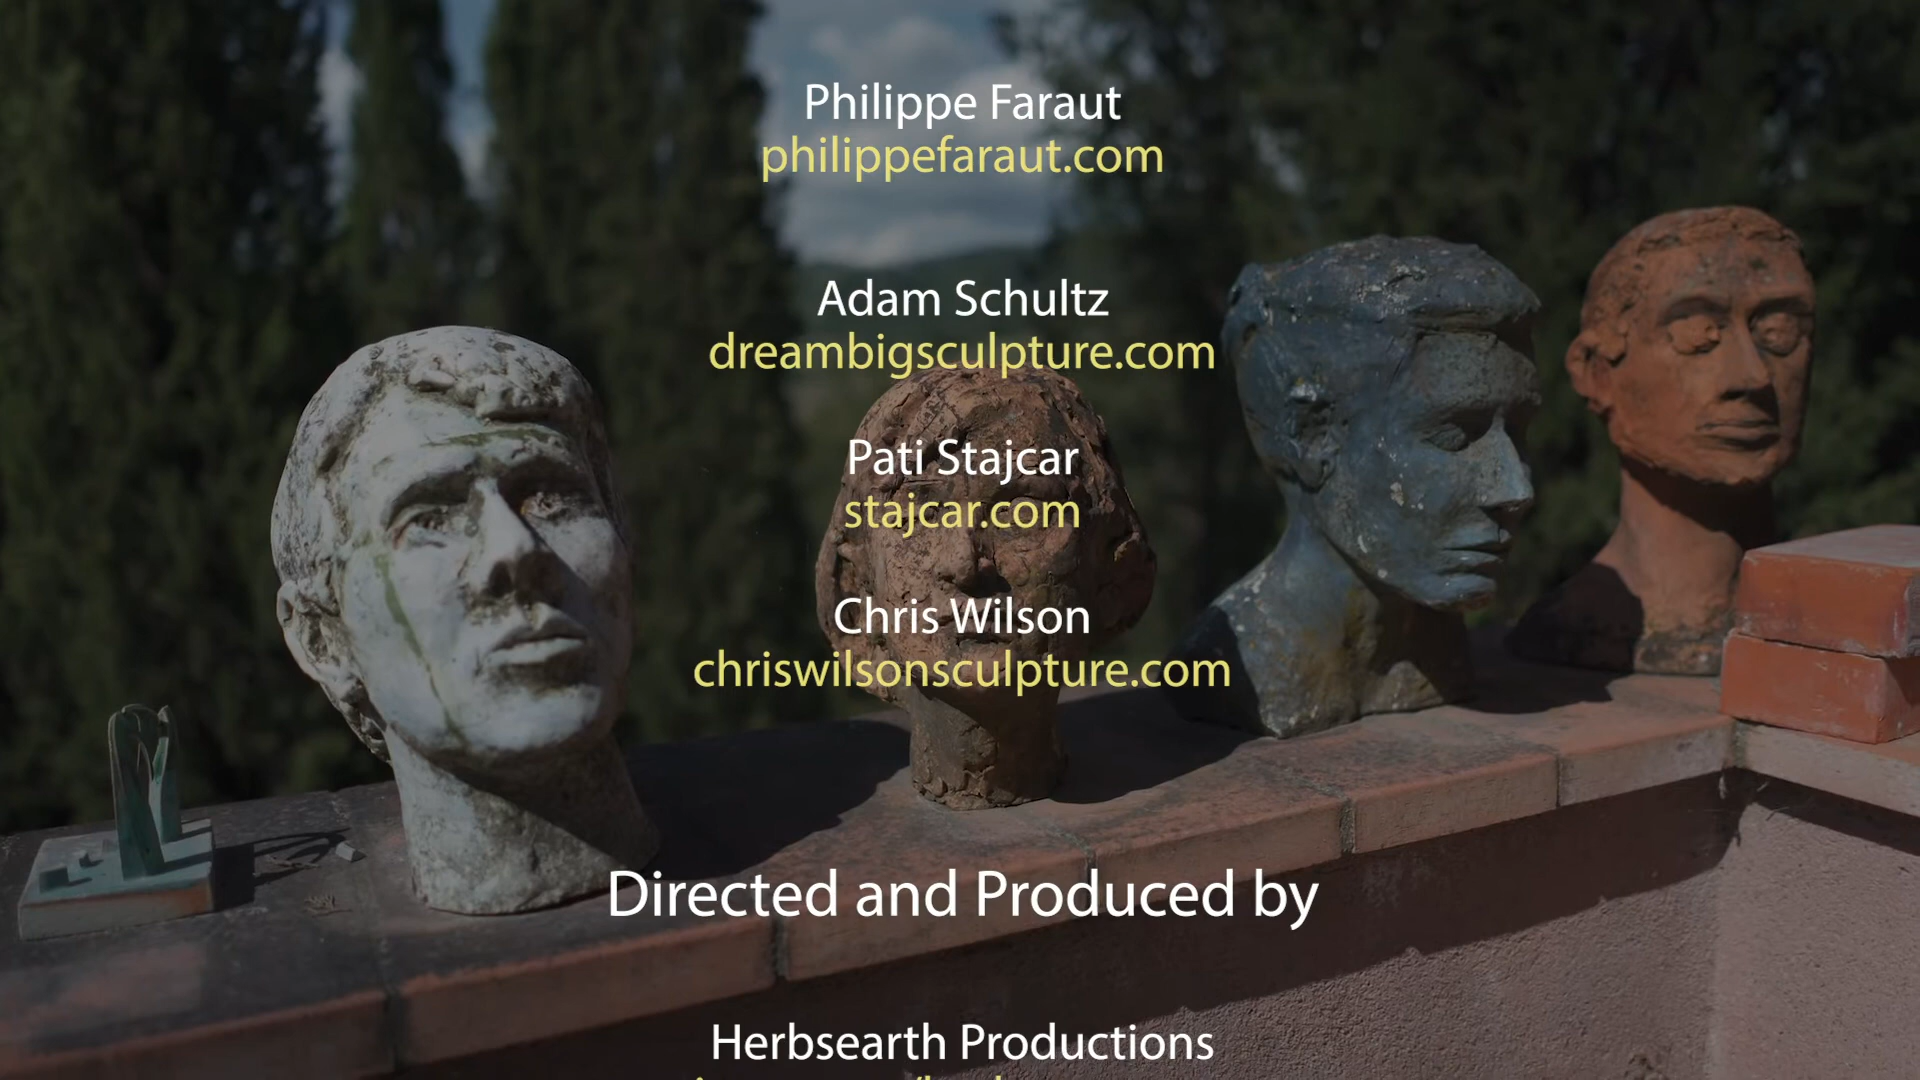 Philippe Faraut
philippefaraut.com
Adam Schultz
dreambigsculpture.com
Pati Stajcar
stajcar.com
Chris Wilson
chriswilsonsculpture.com
Directed and Produced by
Herbsearth Productions